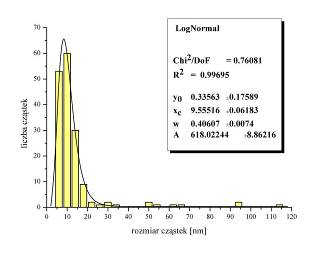 LogNormal
Chi^2/DoF = 0.76081
R^2 = 0.99695
y0 0.33563 ±0.17589
xc 9.55516 ±0.06183
w 0.40607 ±0.0074
A 618.02244 ±8.86216
liczba cząstek
70
60
50
40
30
20
10
0
0 10 20 30 40 50 60 70 80 90 100 110 120
rozmiar cząstek [nm]